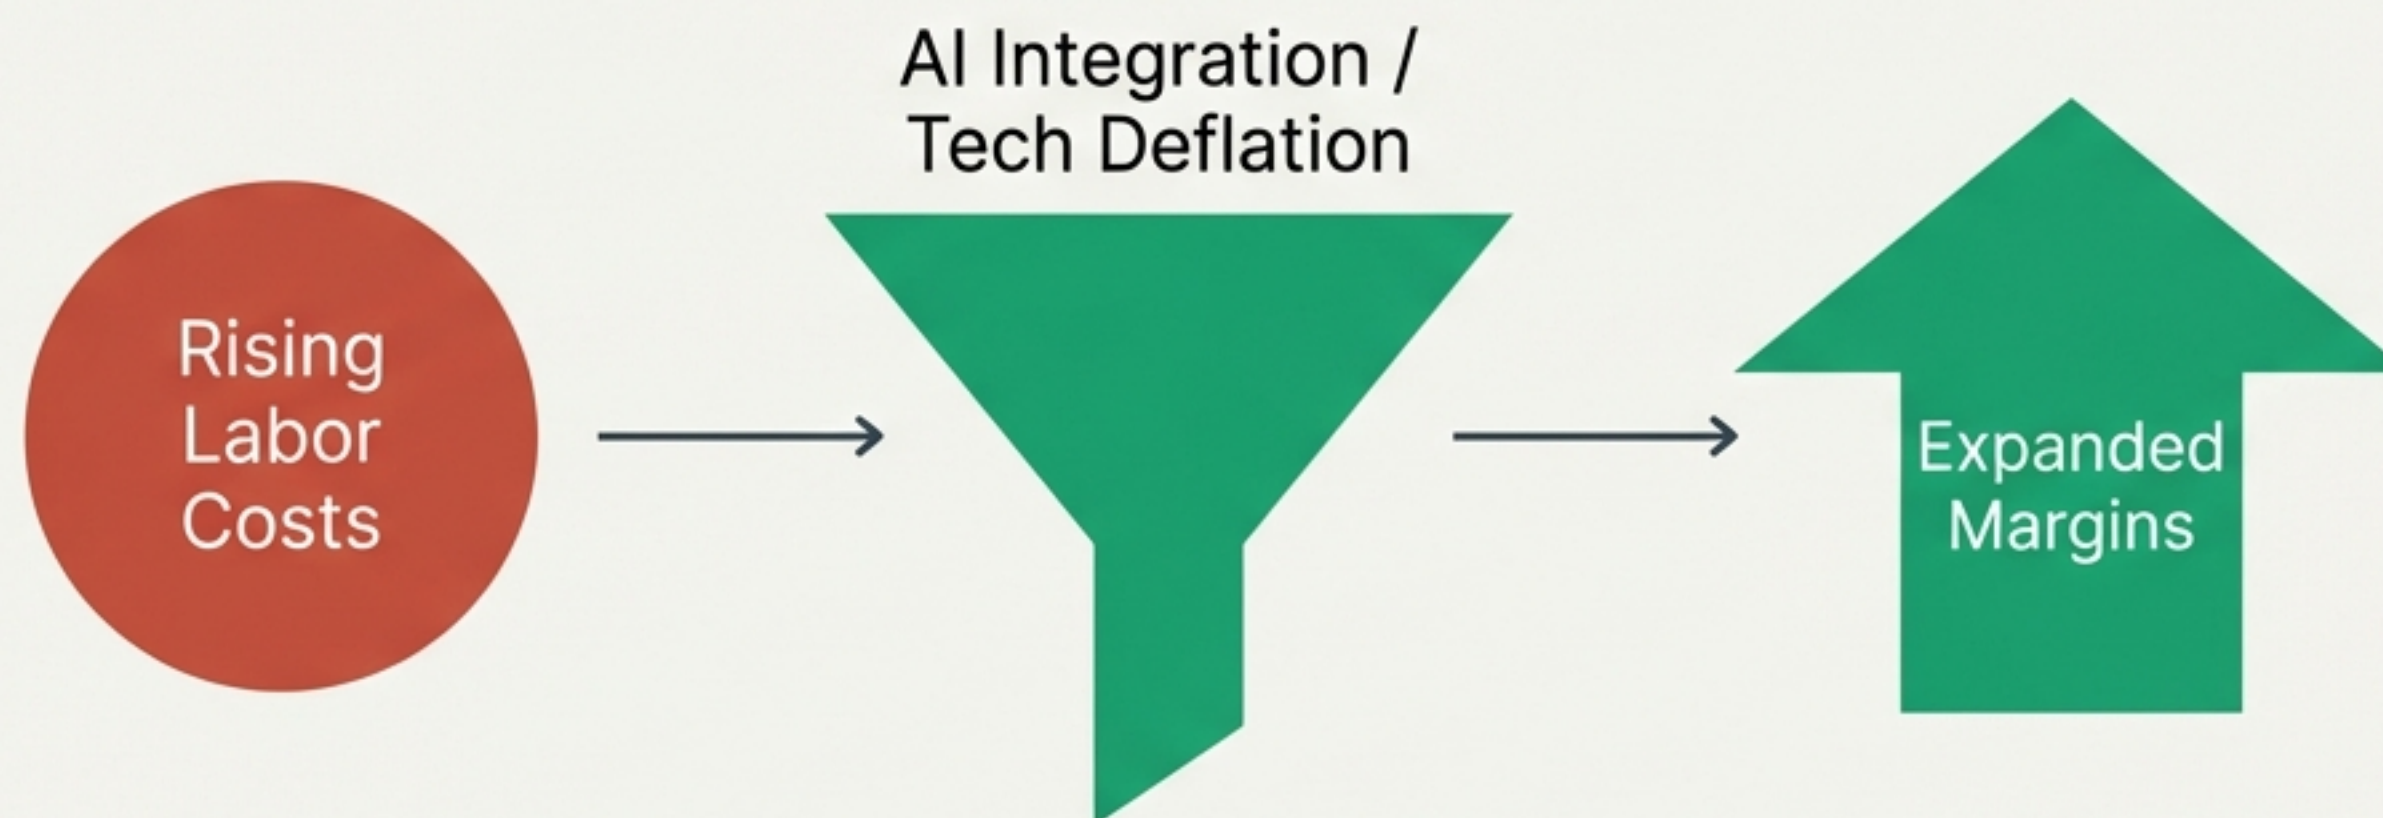 AI Integration /
Tech Deflation
Rising
Labor
Costs
Expanded
Margins